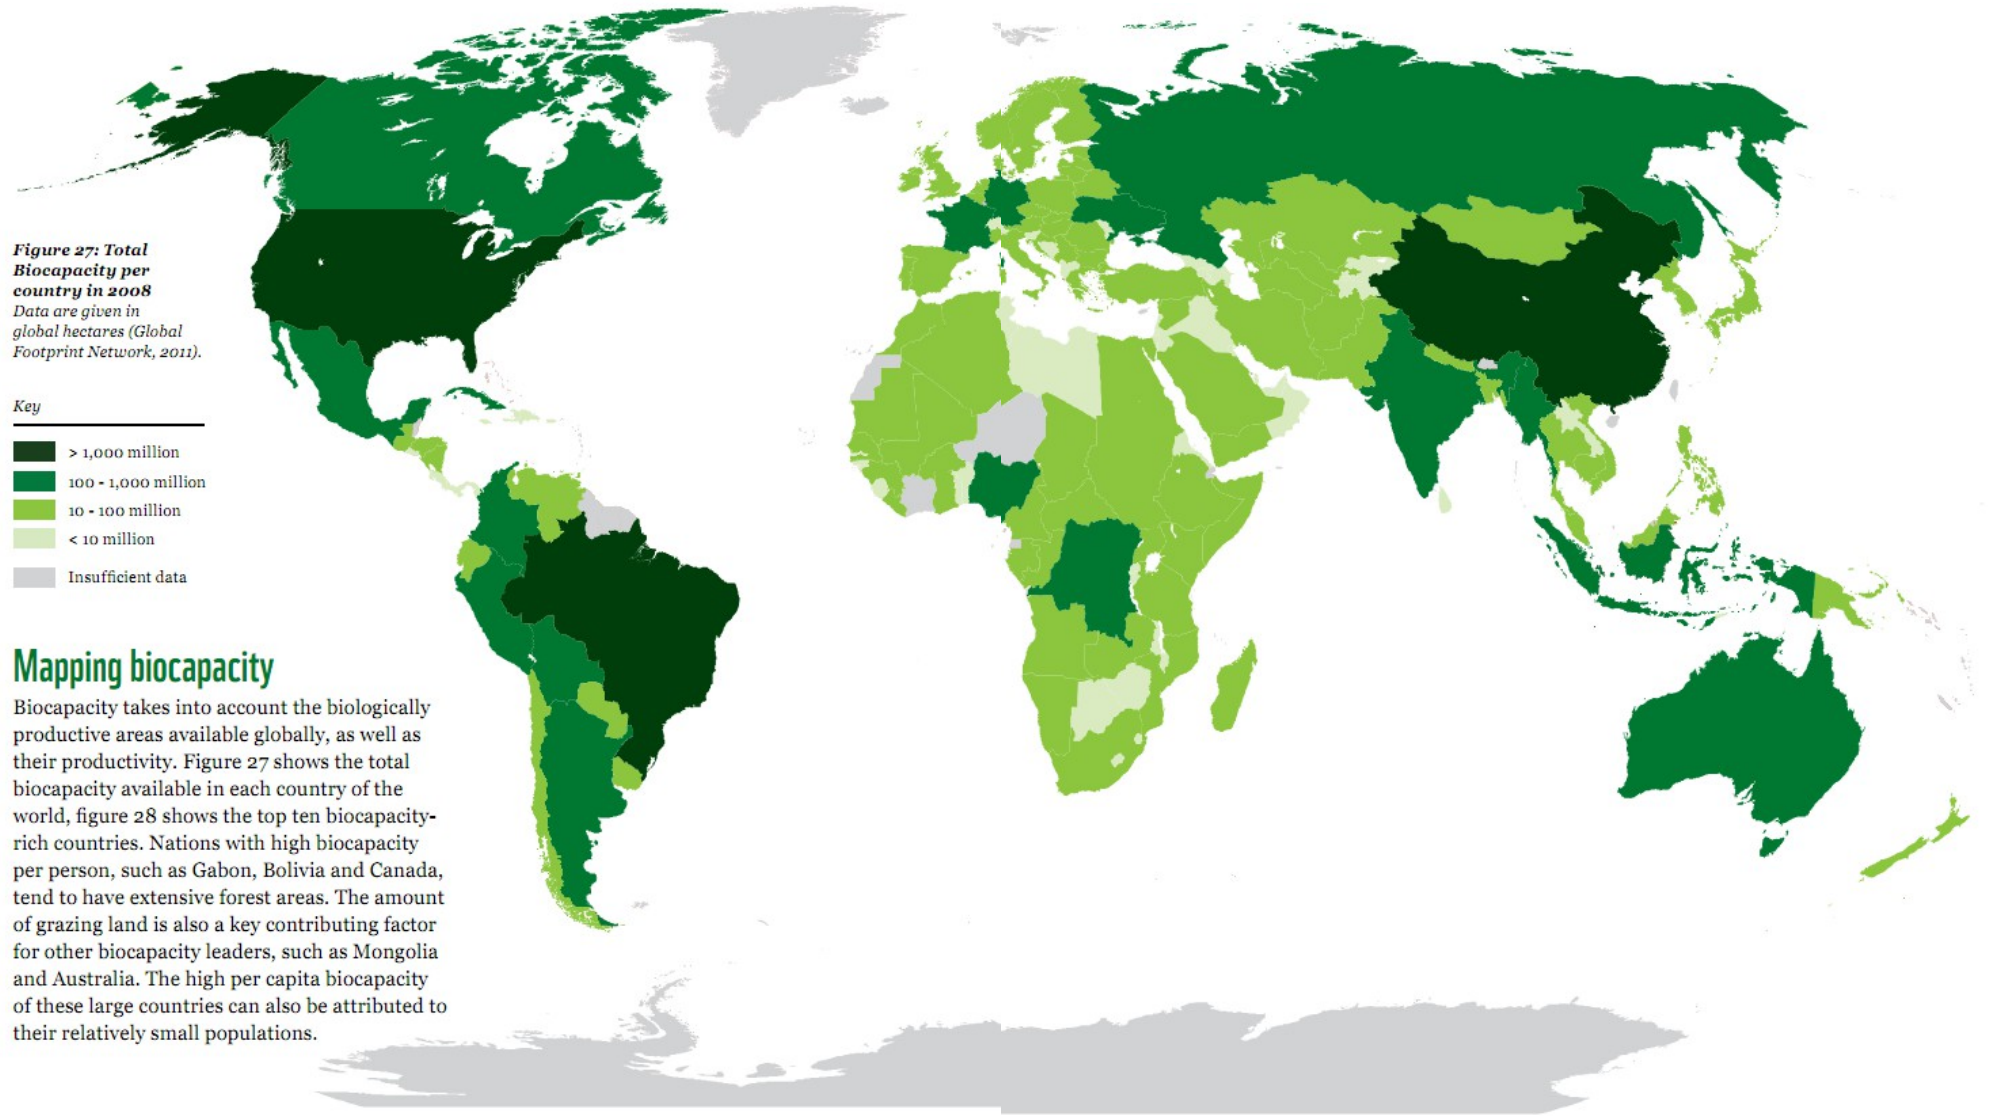 Figure 27: Total
Biocapacity per
country in 2008
Data are given in
global hectares (Global
Footprint Network, 2011).
Key
> 1,000 million
100 - 1,000 million
10 - 100 million
< 10 million
Insufficient data
Mapping biocapacity
Biocapacity takes into account the biologically
productive areas available globally, as well as
their productivity. Figure 27 shows the total
biocapacity available in each country of the
world, figure 28 shows the top ten biocapacity-
rich countries. Nations with high biocapacity
per person, such as Gabon, Bolivia and Canada,
tend to have extensive forest areas. The amount
of grazing land is also a key contributing factor
for other biocapacity leaders, such as Mongolia
and Australia. The high per capita biocapacity
of these large countries can also be attributed to
their relatively small populations.